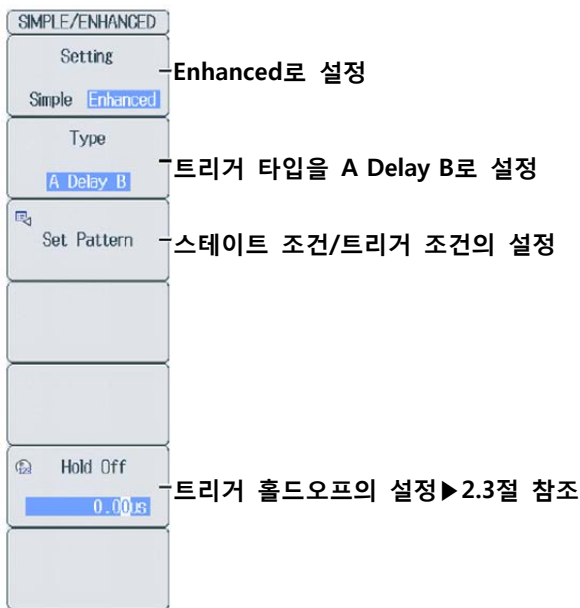 SIMPLE/ENHANCED
Setting
Simple Enhanced
Enhanced로 설정
Type
A Delay B
트리거 타입을 A Delay B로 설정
Set Pattern
스테이트 조건/트리거 조건의 설정
Hold Off
0.00us
트리거 홀드오프의 설정▶2.3절 참조